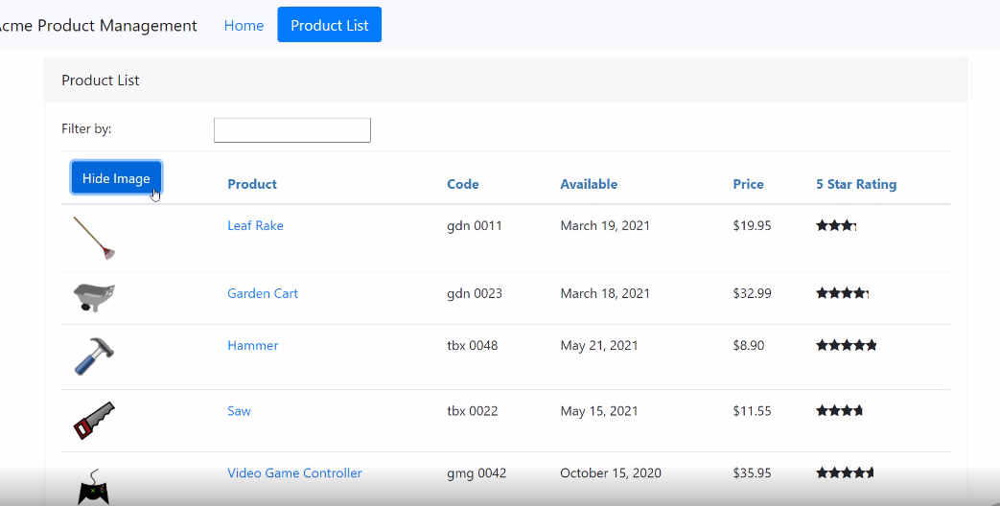 cme Product Management Home Product List
Product List
Filter by:
Hide Image Product Code Available Price 5 Star Rating
Leaf Rake gdn 0011 March 19, 2021 $19.95
Garden Cart gdn 0023 March 18, 2021 $32.99
Hammer tbx 0048 May 21, 2021 $8.90
Saw tbx 0022 May 15, 2021 $11.55
Video Game Controller gmg 0042 October 15, 2020 $35.95